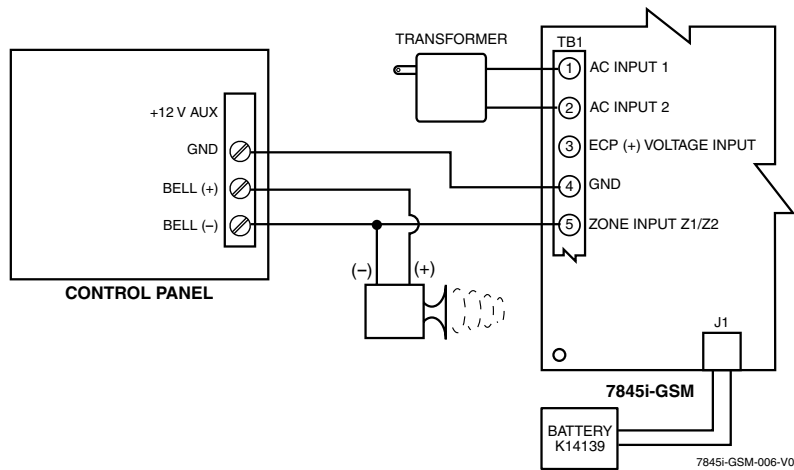 TRANSFORMER
TB1
1 AC INPUT 1
2 AC INPUT 2
3 ECP (+) VOLTAGE INPUT
4 GND
5 ZONE INPUT Z1/Z2
+12 V AUX
GND
BELL (+)
BELL (–)
(–) (+)
CONTROL PANEL
J1
7845i-GSM
BATTERY
K14139
7845i-GSM-006-V0